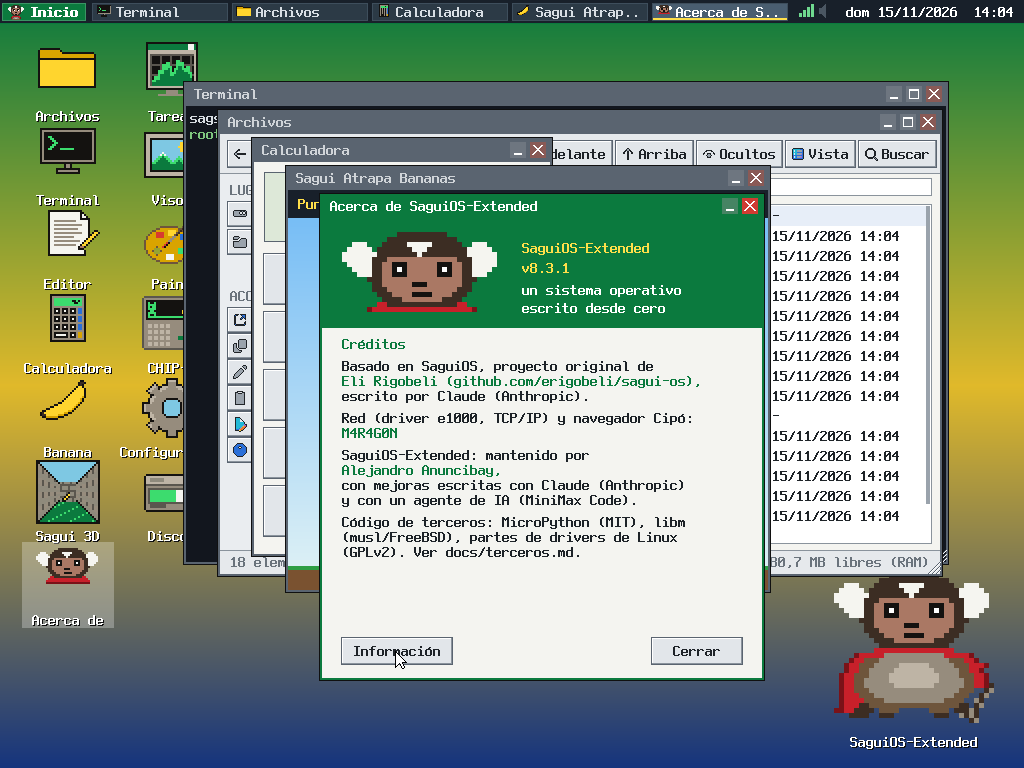 Inicio
Terminal
Archivos
Calculadora
Sagui Atrap..
Acerca de S..
dom 15/11/2026 14:04
Archivos
Terminal
Editor
Calculadora
Banana
Sagui 3D
Acerca de
Terminal
sags
root
Archivos
Arriba
Ocultos
Vista
Buscar
15/11/2026 14:04
15/11/2026 14:04
15/11/2026 14:04
15/11/2026 14:04
15/11/2026 14:04
15/11/2026 14:04
15/11/2026 14:04
15/11/2026 14:04
15/11/2026 14:04
15/11/2026 14:04
15/11/2026 14:04
15/11/2026 14:04
15/11/2026 14:04
15/11/2026 14:04
18 elem
80,7 MB libres (RAM)
Calculadora
Sagui Atrapa Bananas
Acerca de SaguiOS-Extended
SaguiOS-Extended
v8.3.1
un sistema operativo
escrito desde cero
Créditos
Basado en SaguiOS, proyecto original de
Eli Rigobeli (github.com/erigobeli/sagui-os),
escrito por Claude (Anthropic).
Red (driver e1000, TCP/IP) y navegador Cipó:
M4R4G0N
SaguiOS-Extended: mantenido por
Alejandro Anuncibay,
con mejoras escritas con Claude (Anthropic)
y con un agente de IA (MiniMax Code).
Código de terceros: MicroPython (MIT), libm
(musl/FreeBSD), partes de drivers de Linux
(GPLv2). Ver docs/terceros.md.
Información
Cerrar
SaguiOS-Extended